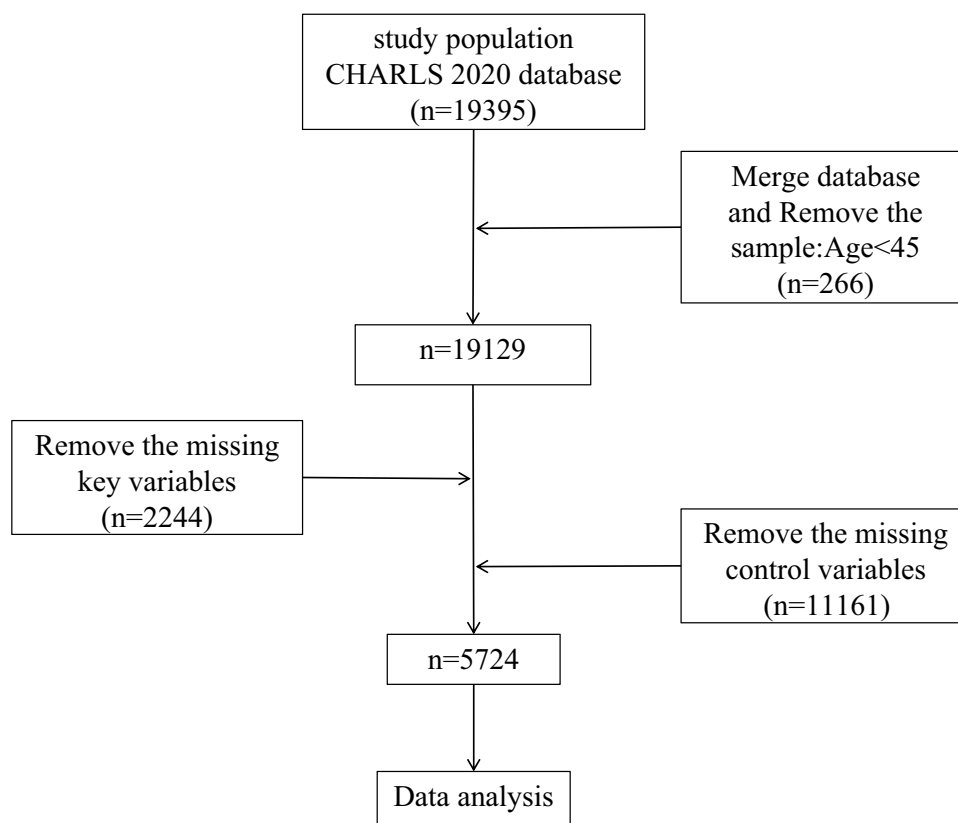 study population
CHARLS 2020 database
(n=19395)
Merge database
and Remove the
sample:Age<45
(n=266)
n=19129
Remove the missing
key variables
(n=2244)
Remove the missing
control variables
(n=11161)
n=5724
Data analysis